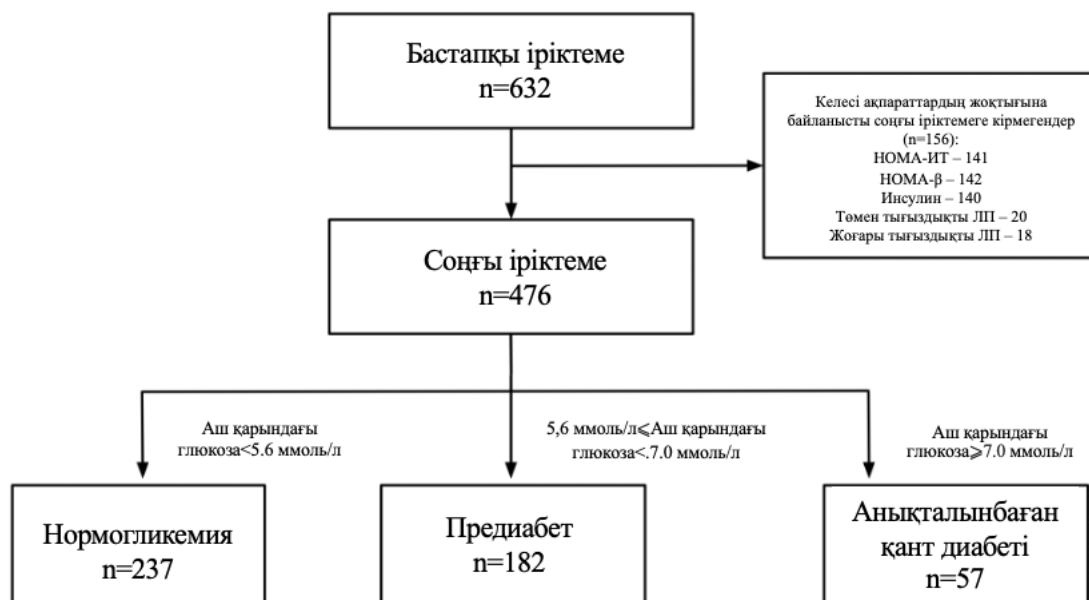 Бастапқы іріктеме
n=632
Келесі ақпараттардың жоқтығына
байланысты соңғы іріктемеге кірмегендер
(n=156):
НОМА-ИТ – 141
НОМА-β – 142
Инсулин – 140
Төмен тығыздықты ЛП – 20
Жоғары тығыздықты ЛП – 18
Соңғы іріктеме
n=476
Аш қарындағы
глюкоза<5.6 ммоль/л
5,6 ммоль/л⩽Аш қарындағы
глюкоза<.7.0 ммоль/л
Аш қарындағы
глюкоза⩾7.0 ммоль/л
Нормогликемия
n=237
Предиабет
n=182
Анықталынбаған
қант диабеті
n=57